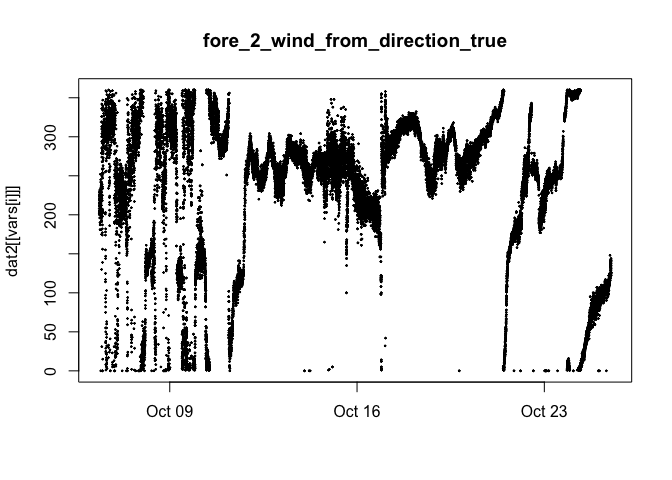 fore_2_wind_from_direction_true
dat2[[vars[i]]]
300
200
100
50
0
Oct 09 Oct 16 Oct 23